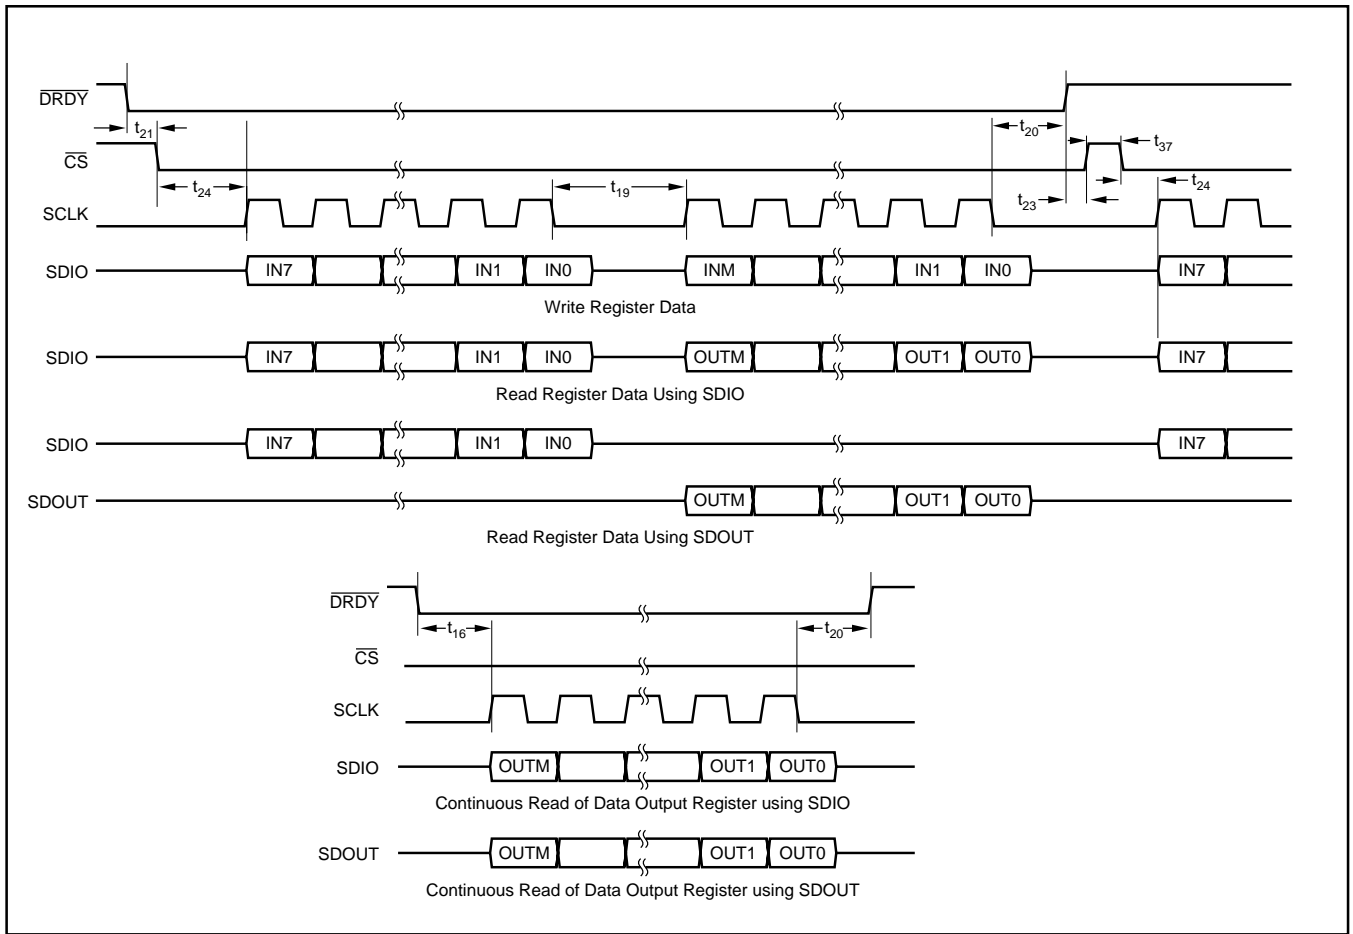 DRDY
t21
t20
t37
CS
t24
t19
t23
t24
SCLK
SDIO IN7 IN1 IN0 INM IN1 IN0 IN7
Write Register Data
SDIO IN7 IN1 IN0 OUTM OUT1 OUT0 IN7
Read Register Data Using SDIO
SDIO IN7 IN1 IN0 IN7
SDOUT OUTM OUT1 OUT0
Read Register Data Using SDOUT
DRDY
t16 t20
CS
SCLK
SDIO OUTM OUT1 OUT0
Continuous Read of Data Output Register using SDIO
SDOUT OUTM OUT1 OUT0
Continuous Read of Data Output Register using SDOUT